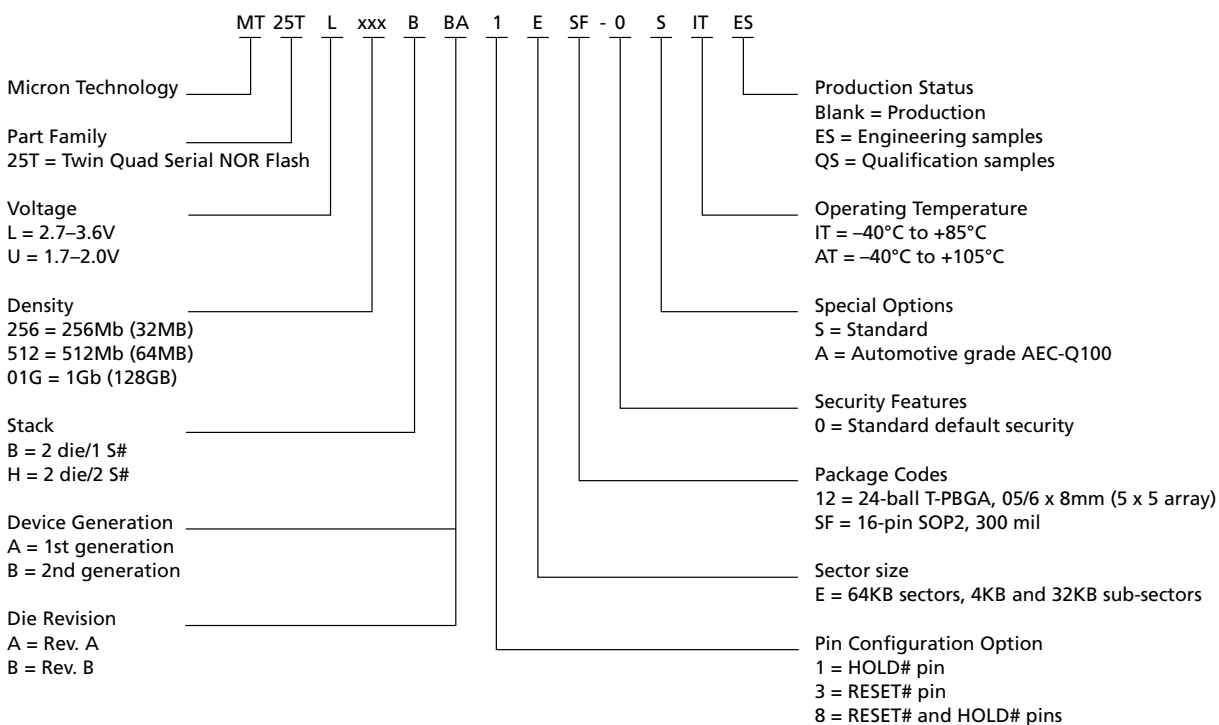 MT 25T L xxx B BA 1 E SF - 0 S IT ES
Micron Technology
Part Family
25T = Twin Quad Serial NOR Flash
Voltage
L = 2.7–3.6V
U = 1.7–2.0V
Density
256 = 256Mb (32MB)
512 = 512Mb (64MB)
01G = 1Gb (128GB)
Stack
B = 2 die/1 S#
H = 2 die/2 S#
Device Generation
A = 1st generation
B = 2nd generation
Die Revision
A = Rev. A
B = Rev. B
Production Status
Blank = Production
ES = Engineering samples
QS = Qualification samples
Operating Temperature
IT = –40°C to +85°C
AT = –40°C to +105°C
Special Options
S = Standard
A = Automotive grade AEC-Q100
Security Features
0 = Standard default security
Package Codes
12 = 24-ball T-PBGA, 05/6 x 8mm (5 x 5 array)
SF = 16-pin SOP2, 300 mil
Sector size
E = 64KB sectors, 4KB and 32KB sub-sectors
Pin Configuration Option
1 = HOLD# pin
3 = RESET# pin
8 = RESET# and HOLD# pins